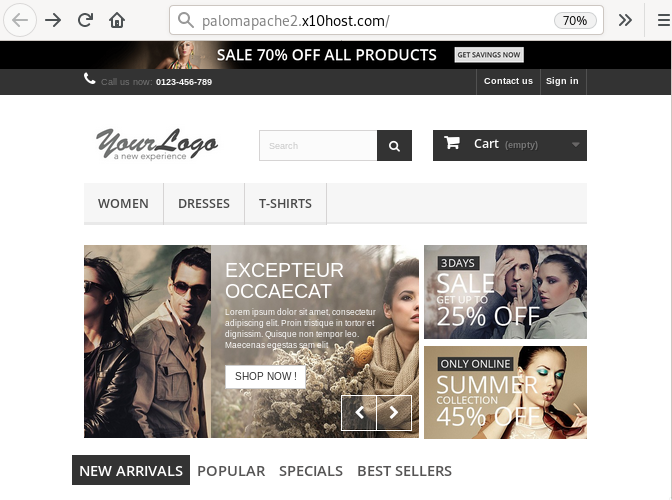 palomapache2.x10host.com/
70%
SALE 70% OFF ALL PRODUCTS
GET SAVINGS NOW
Call us now: 0123-456-789
Contact us
Sign in
YourLogo
a new experience
Search
Cart (empty)
WOMEN
DRESSES
T-SHIRTS
EXCEPTEUR
OCCAECAT
Lorem ipsum dolor sit amet, consectetur
adipiscing elit. Proin tristique in tortor et
dignissim. Quisque non tempor leo.
Maecenas egestas sem elit
SHOP NOW !
3DAYS
SALE
GET UP TO
25% OFF
ONLY ONLINE
SUMMER
COLLECTION
45% OFF
NEW ARRIVALS
POPULAR
SPECIALS
BEST SELLERS